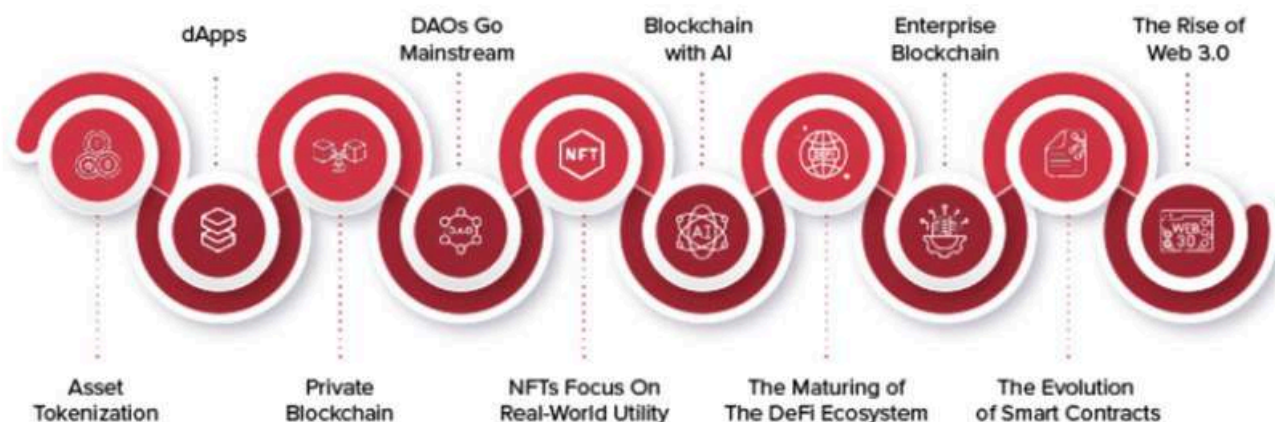 dApps
DAOs Go
Mainstream
Blockchain
with AI
Enterprise
Blockchain
The Rise of
Web 3.0
NFT
D.A.O
AI
WEB
3.0
Asset
Tokenization
Private
Blockchain
NFTs Focus On
Real-World Utility
The Maturing of
The DeFi Ecosystem
The Evolution
of Smart Contracts